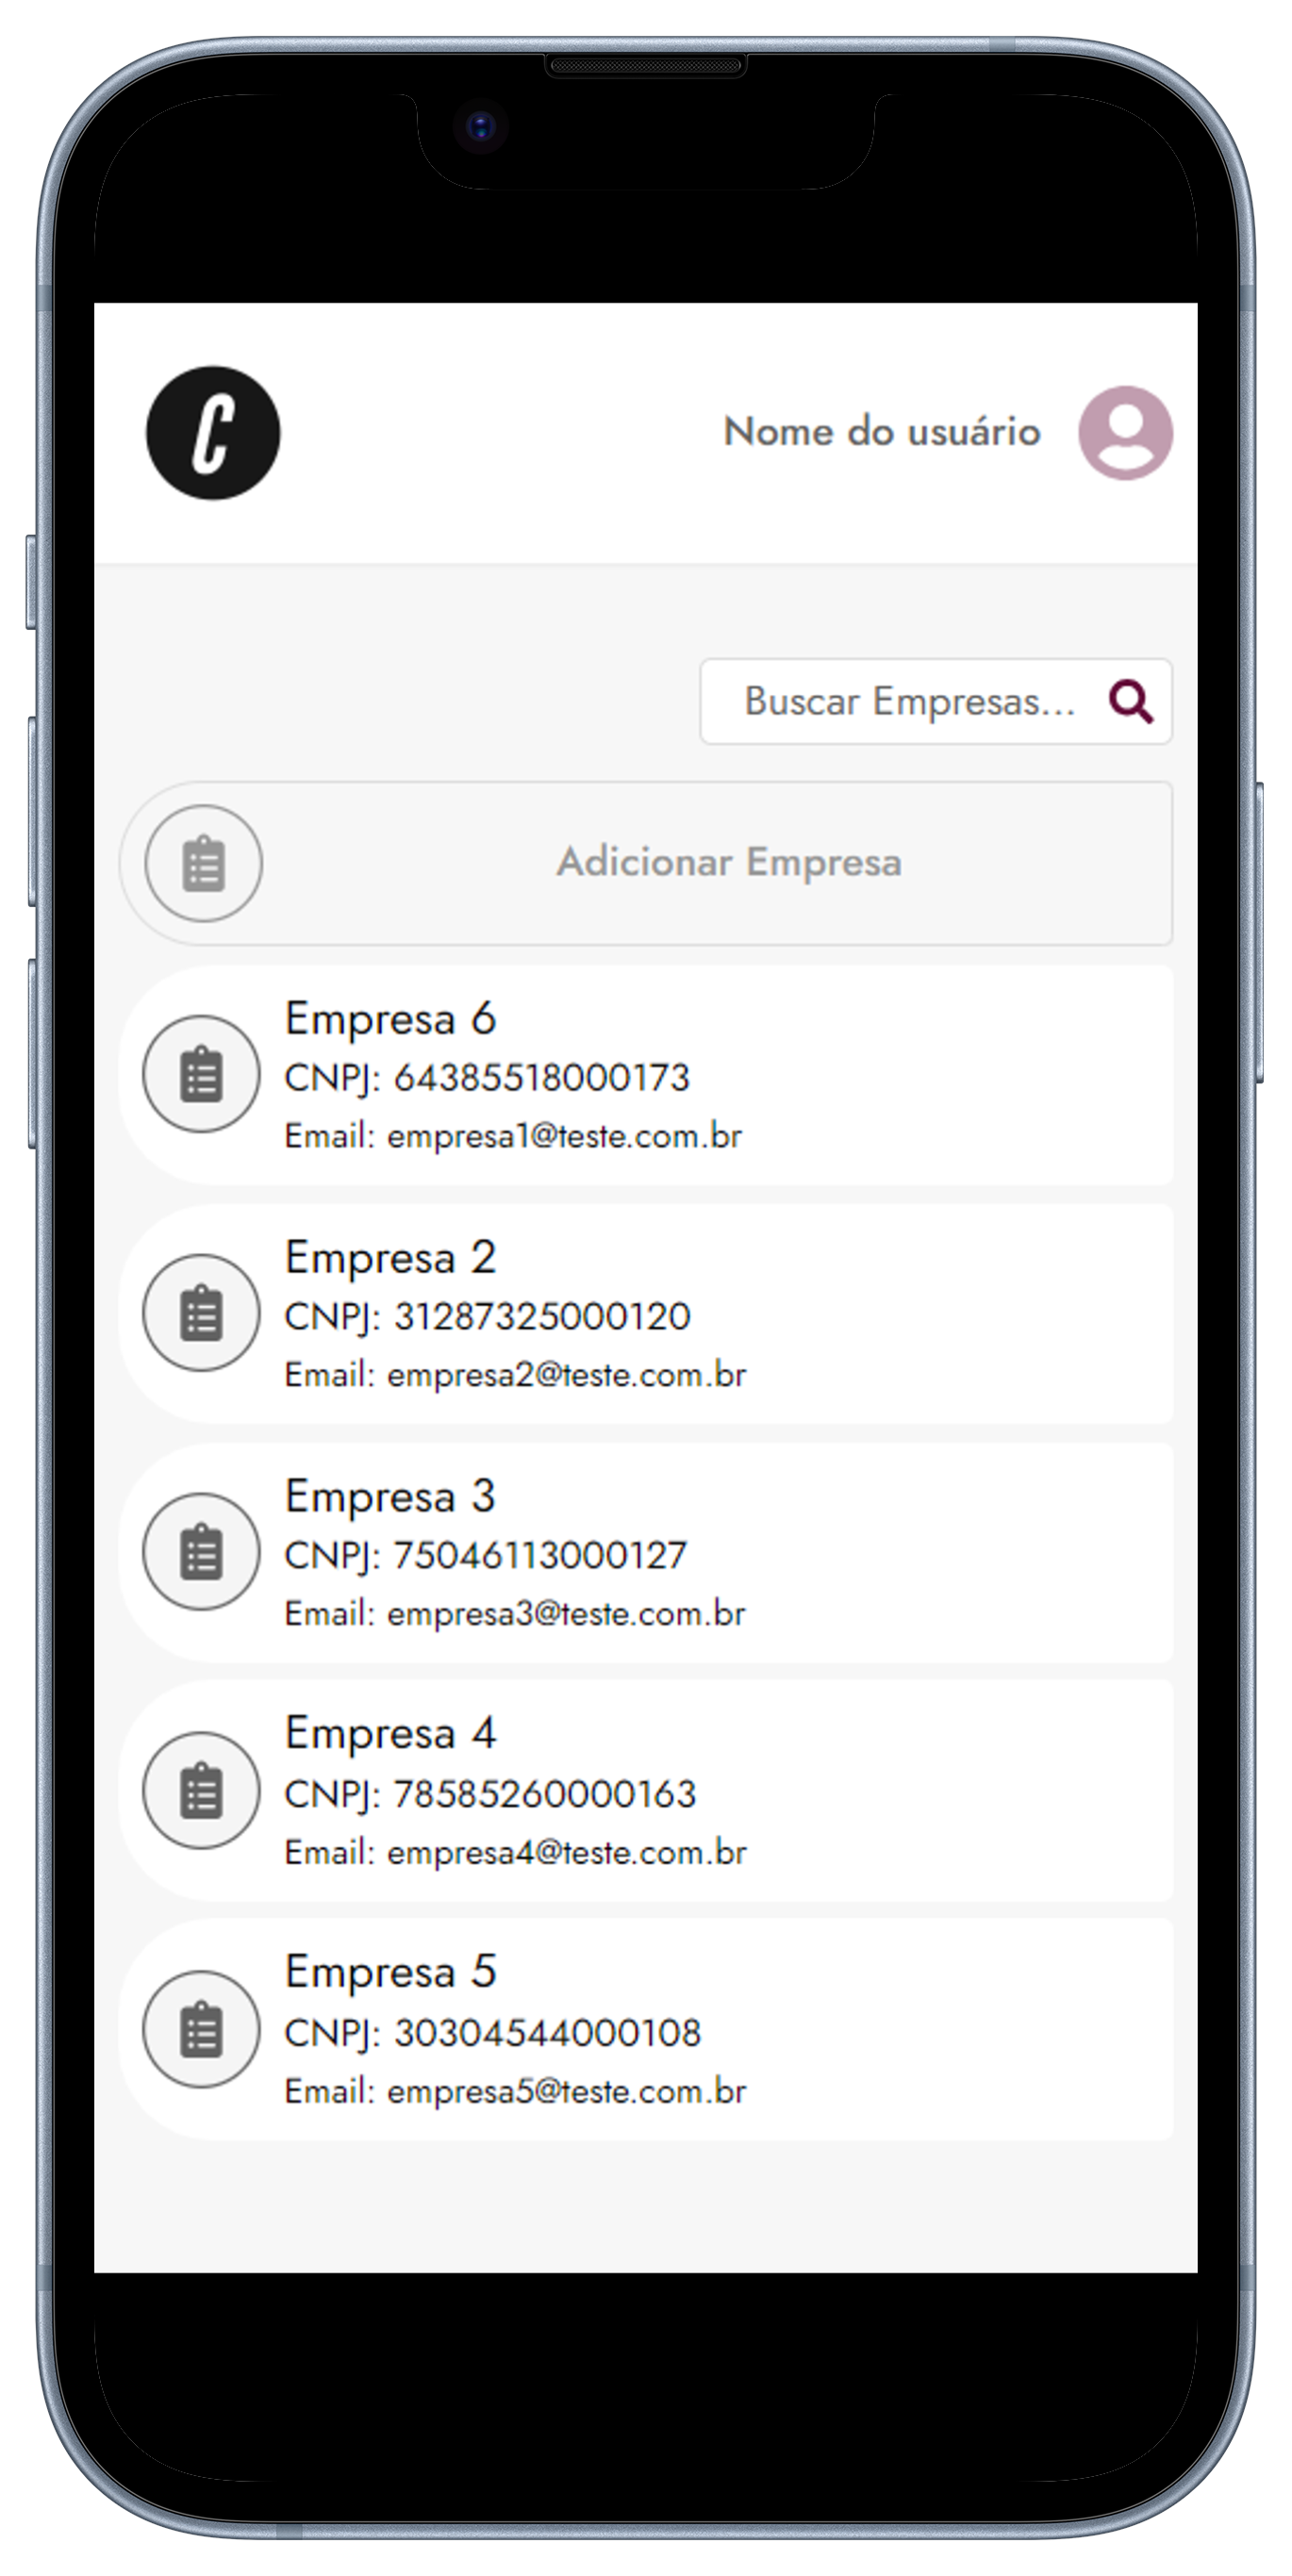 C
Nome do usuário
Buscar Empresas...
Adicionar Empresa
Empresa 6
CNPJ: 64385518000173
Email: empresa1@teste.com.br
Empresa 2
CNPJ: 31287325000120
Email: empresa2@teste.com.br
Empresa 3
CNPJ: 75046113000127
Email: empresa3@teste.com.br
Empresa 4
CNPJ: 78585260000163
Email: empresa4@teste.com.br
Empresa 5
CNPJ: 30304544000108
Email: empresa5@teste.com.br